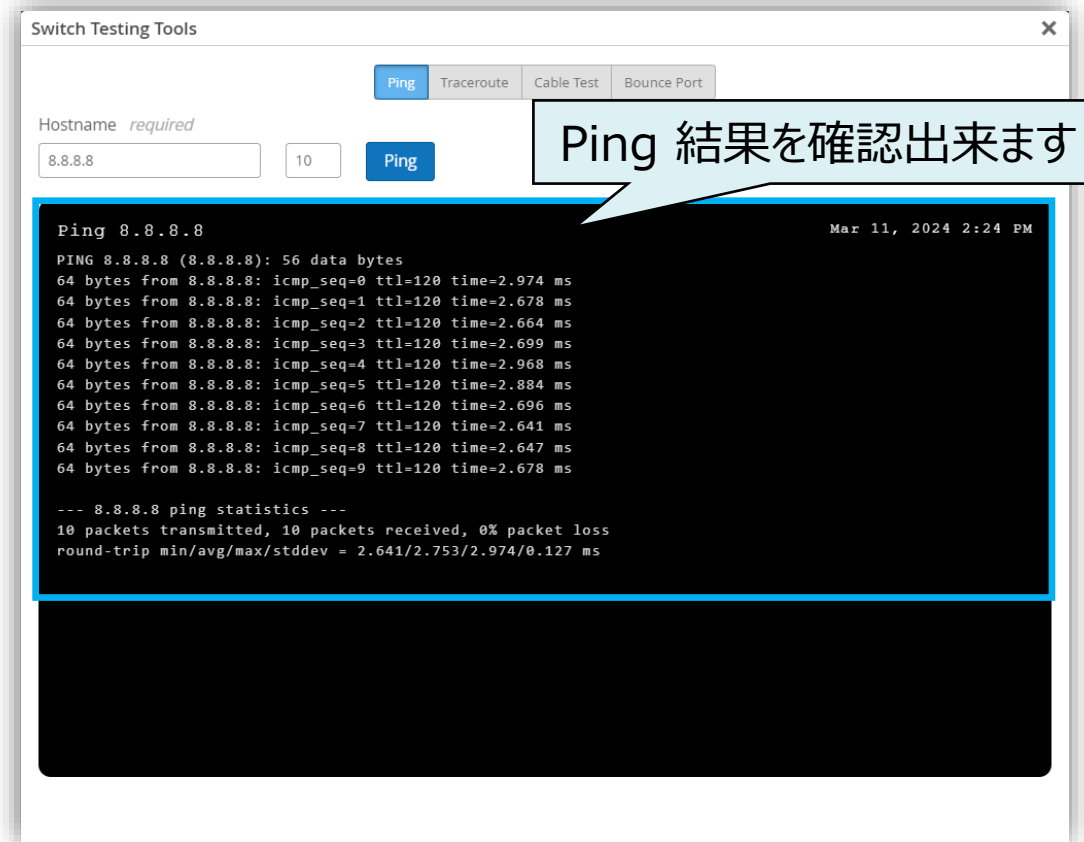 Switch Testing Tools
Ping Traceroute Cable Test Bounce Port
Hostname required
8.8.8.8 10 Ping
Ping 結果を確認出来ます
Ping 8.8.8.8 Mar 11, 2024 2:24 PM
PING 8.8.8.8 (8.8.8.8): 56 data bytes
64 bytes from 8.8.8.8: icmp_seq=0 ttl=120 time=2.974 ms
64 bytes from 8.8.8.8: icmp_seq=1 ttl=120 time=2.678 ms
64 bytes from 8.8.8.8: icmp_seq=2 ttl=120 time=2.664 ms
64 bytes from 8.8.8.8: icmp_seq=3 ttl=120 time=2.699 ms
64 bytes from 8.8.8.8: icmp_seq=4 ttl=120 time=2.968 ms
64 bytes from 8.8.8.8: icmp_seq=5 ttl=120 time=2.884 ms
64 bytes from 8.8.8.8: icmp_seq=6 ttl=120 time=2.696 ms
64 bytes from 8.8.8.8: icmp_seq=7 ttl=120 time=2.641 ms
64 bytes from 8.8.8.8: icmp_seq=8 ttl=120 time=2.647 ms
64 bytes from 8.8.8.8: icmp_seq=9 ttl=120 time=2.678 ms
--- 8.8.8.8 ping statistics ---
10 packets transmitted, 10 packets received, 0% packet loss
round-trip min/avg/max/stddev = 2.641/2.753/2.974/0.127 ms